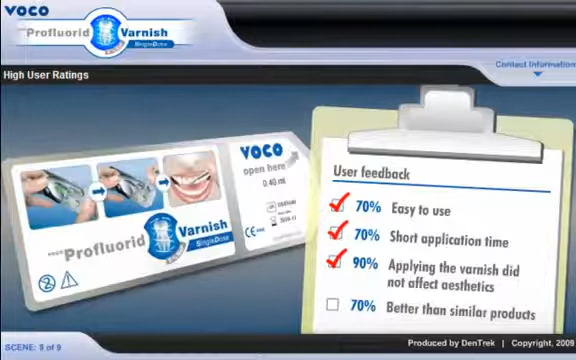 VOCO
Profluorid Varnish
SingleDose
Contact Information
High User Ratings
VOCO
open here
0.40 ml
User feedback
70% Easy to use
70% Short application time
90% Applying the varnish did
not affect aesthetics
70% Better than similar products
VOCO Profluorid Varnish
SingleDose
SCENE: 9 of 9
Produced by DenTrek | Copyright, 2009